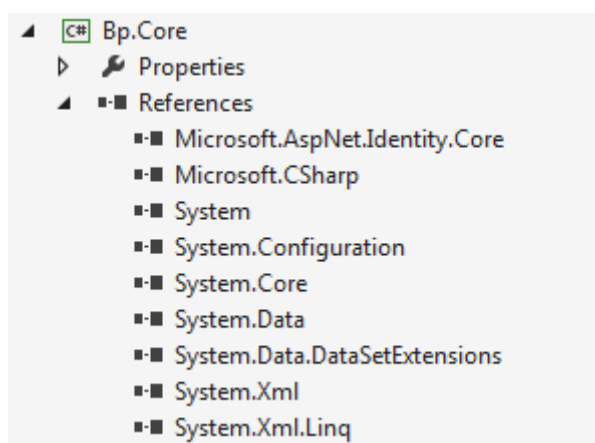 C# Bp.Core
Properties
References
Microsoft.AspNet.Identity.Core
Microsoft.CSharp
System
System.Configuration
System.Core
System.Data
System.Data.DataSetExtensions
System.Xml
System.Xml.Linq